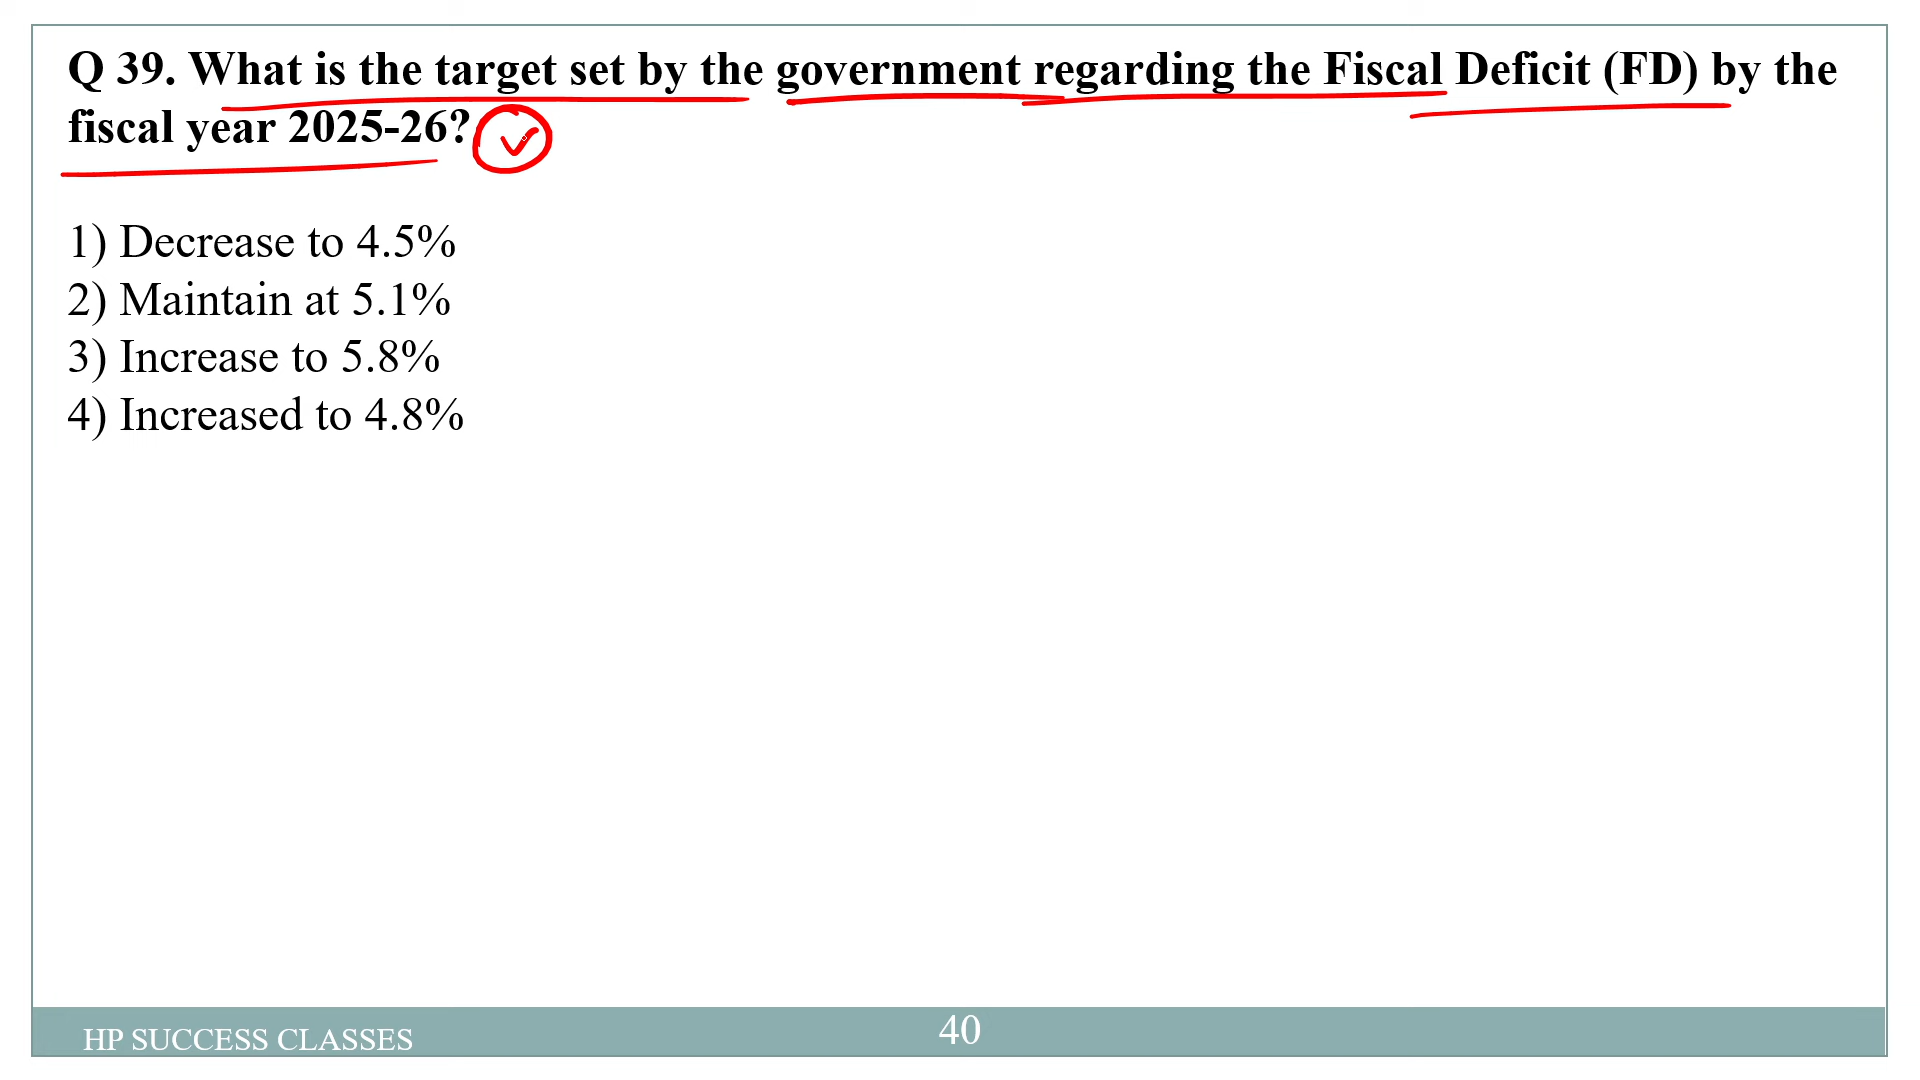 Q 39. What is the target set by the government regarding the Fiscal Deficit (FD) by the
fiscal year 2025-26?
1) Decrease to 4.5%
2) Maintain at 5.1%
3) Increase to 5.8%
4) Increased to 4.8%
HP SUCCESS CLASSES
40